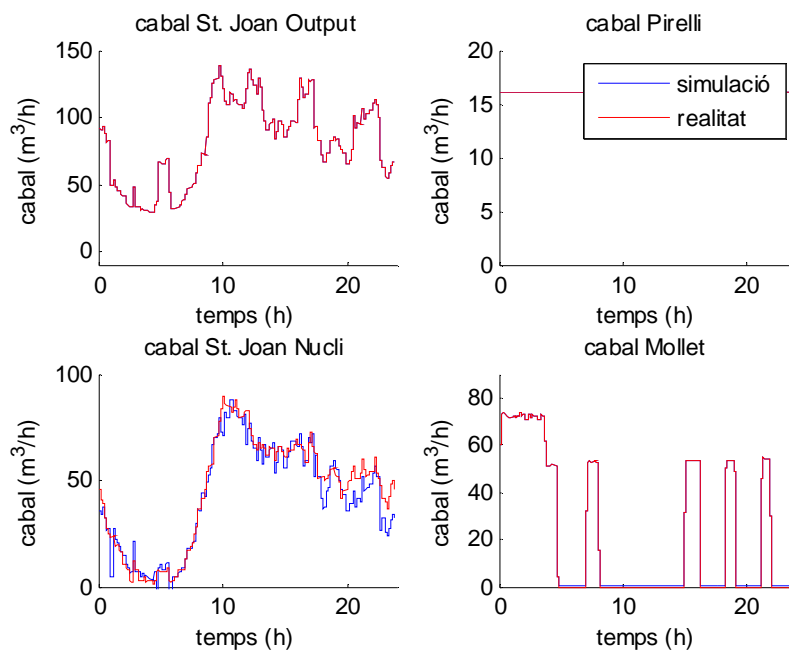 cabal St. Joan Output
cabal (m³/h)
150
100
50
0
0
10
20
temps (h)
cabal Pirelli
cabal (m³/h)
20
15
10
5
0
0
10
20
temps (h)
simulació
realitat
cabal St. Joan Nucli
cabal (m³/h)
100
50
0
0
10
20
temps (h)
cabal Mollet
cabal (m³/h)
80
60
40
20
0
0
10
20
temps (h)